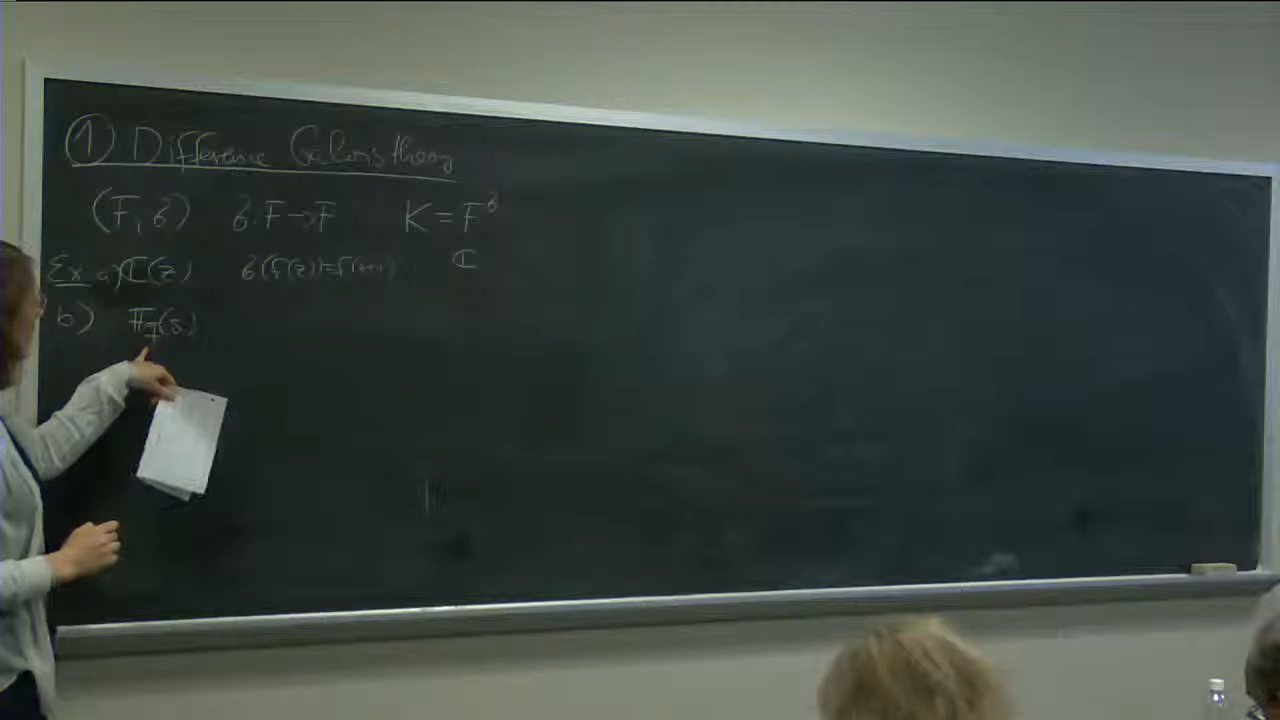 ① Difference Galois theory
(F, σ) σ: F → F K = F^σ
Ex a) ℂ(z) σ(f(z)) = f(z+1) ℂ
b) 𝔽_q(s)